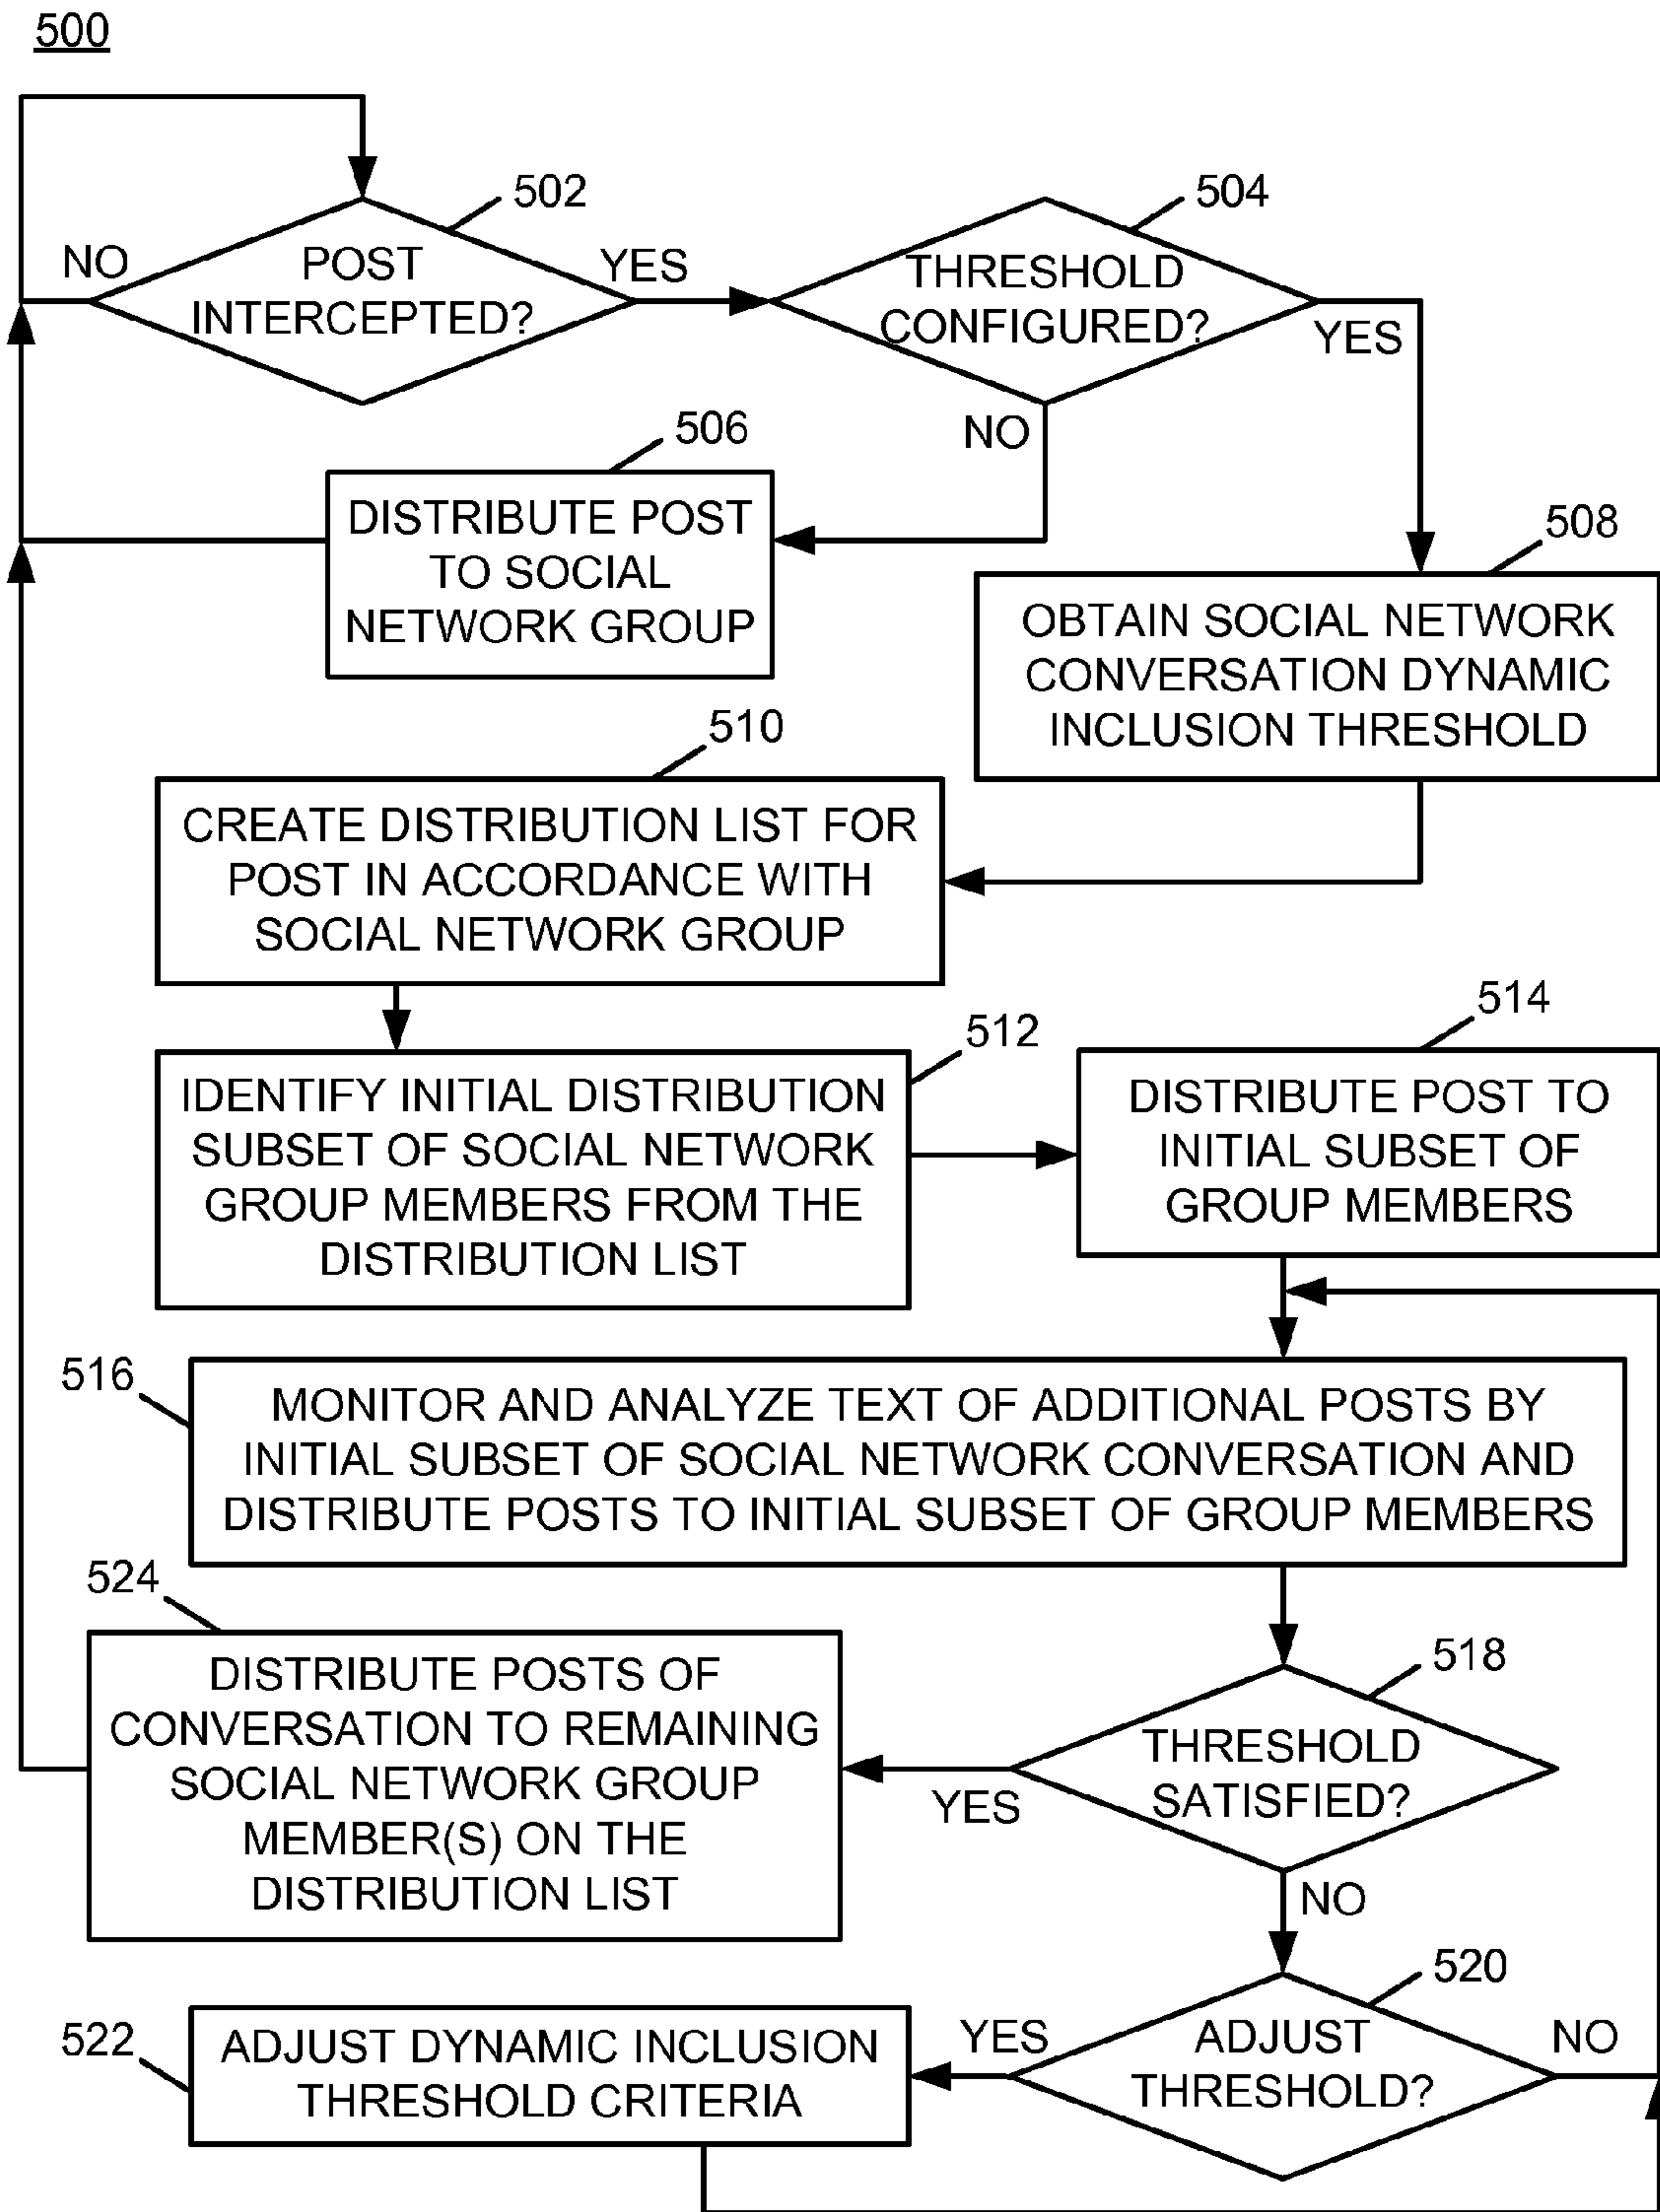 500
502
NO
POST
INTERCEPTED?
YES
504
THRESHOLD
CONFIGURED?
YES
NO
506
DISTRIBUTE POST
TO SOCIAL
NETWORK GROUP
508
OBTAIN SOCIAL NETWORK
CONVERSATION DYNAMIC
INCLUSION THRESHOLD
510
CREATE DISTRIBUTION LIST FOR
POST IN ACCORDANCE WITH
SOCIAL NETWORK GROUP
512
IDENTIFY INITIAL DISTRIBUTION
SUBSET OF SOCIAL NETWORK
GROUP MEMBERS FROM THE
DISTRIBUTION LIST
514
DISTRIBUTE POST TO
INITIAL SUBSET OF
GROUP MEMBERS
516
MONITOR AND ANALYZE TEXT OF ADDITIONAL POSTS BY
INITIAL SUBSET OF SOCIAL NETWORK CONVERSATION AND
DISTRIBUTE POSTS TO INITIAL SUBSET OF GROUP MEMBERS
524
DISTRIBUTE POSTS OF
CONVERSATION TO REMAINING
SOCIAL NETWORK GROUP
MEMBER(S) ON THE
DISTRIBUTION LIST
518
THRESHOLD
SATISFIED?
YES
NO
520
ADJUST
THRESHOLD?
YES
NO
522
ADJUST DYNAMIC INCLUSION
THRESHOLD CRITERIA